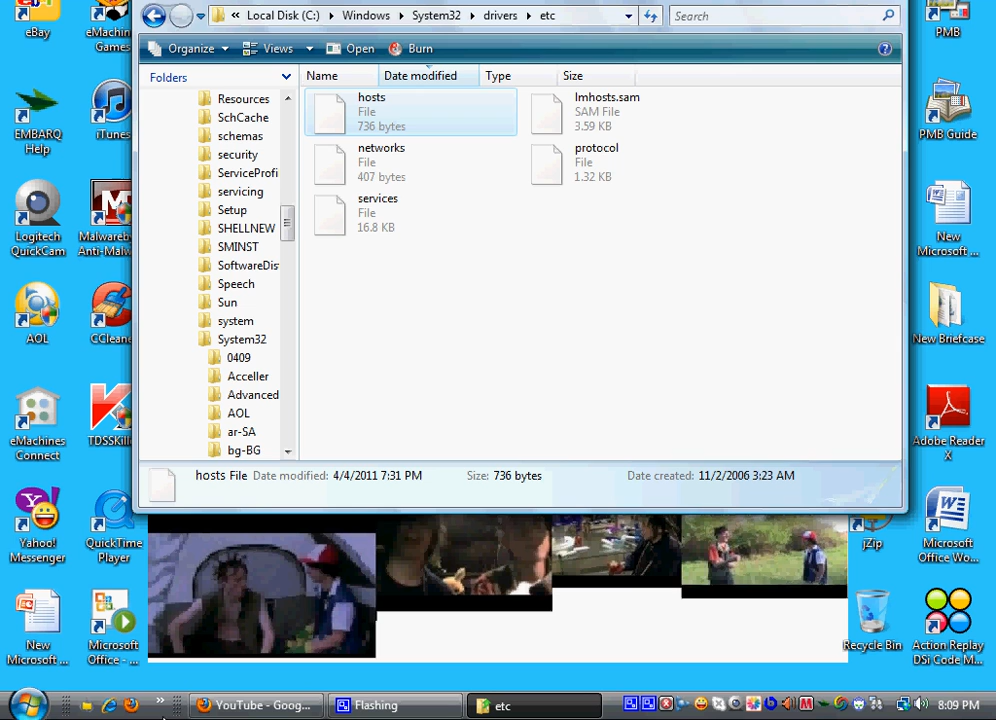 « Local Disk (C:) ▸ Windows ▸ System32 ▸ drivers ▸ etc
Search
Organize Views Open Burn
Folders
Name Date modified Type Size
Resources
SchCache
schemas
security
ServiceProfi
servicing
Setup
SHELLNEW
SMINST
SoftwareDis
Speech
Sun
system
System32
0409
Acceller
Advanced
AOL
ar-SA
bg-BG
hosts
File
736 bytes
lmhosts.sam
SAM File
3.59 KB
networks
File
407 bytes
protocol
File
1.32 KB
services
File
16.8 KB
hosts File Date modified: 4/4/2011 7:31 PM Size: 736 bytes Date created: 11/2/2006 3:23 AM
eBay
eMachin
Games
EMBARQ
Help
iTunes
Logitech
QuickCam
Malwareb
Anti-Malw
AOL
CCleane
eMachines
Connect
TDSSKill
Yahoo!
Messenger
QuickTime
Player
New
Microsoft ...
Microsoft
Office - ...
PMB
PMB Guide
New
Microsoft ...
New Briefcase
Adobe Reader
X
jZip
Microsoft
Office Wo...
Recycle Bin
Action Replay
DSi Code M...
»
YouTube - Goog...
Flashing
etc
8:09 PM